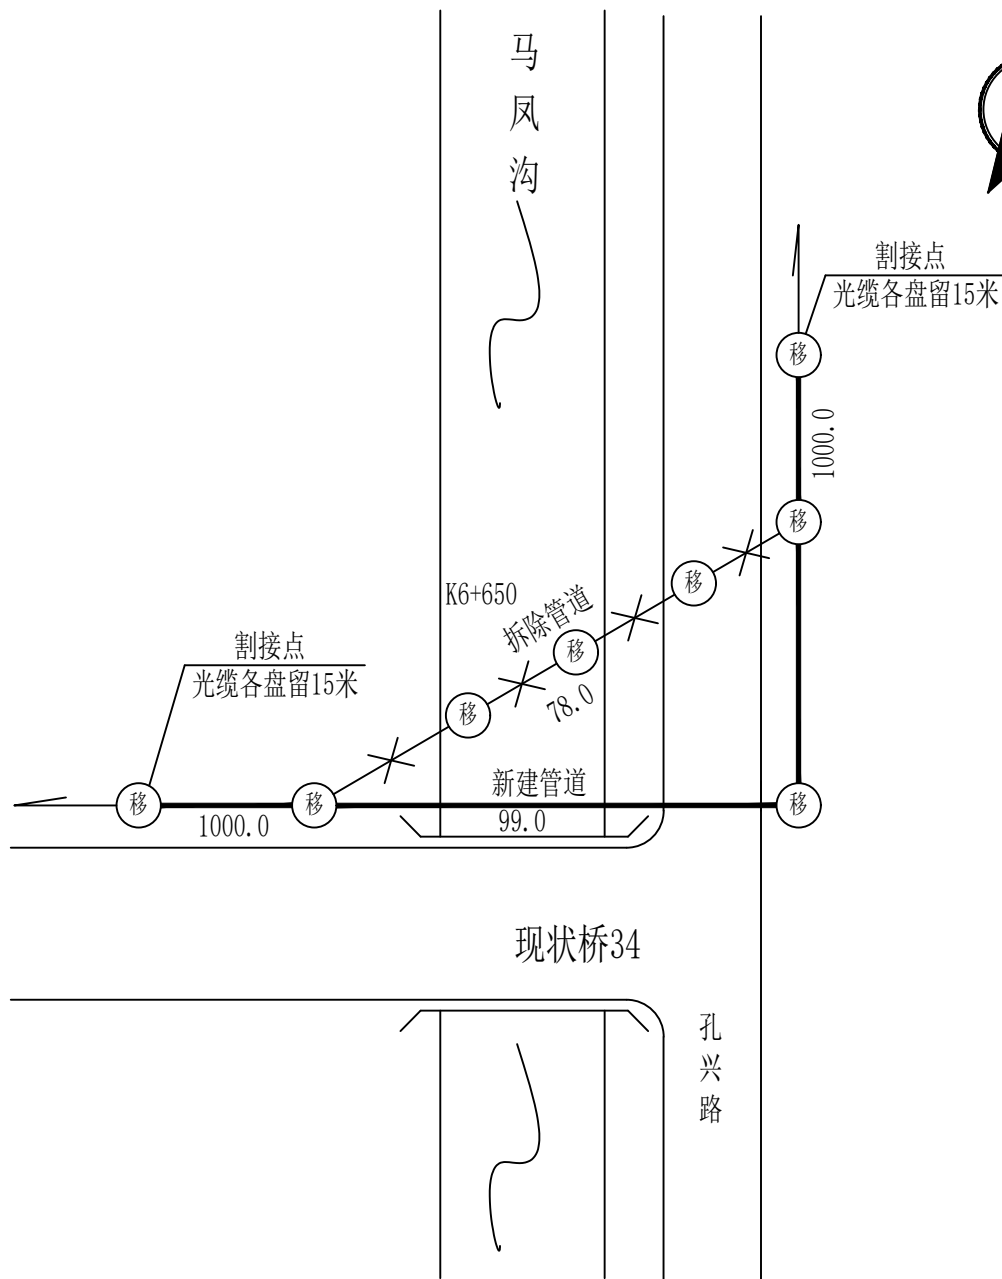 马凤沟
割接点
光缆各盘留15米
移
1000.0
移
移
K6+650
拆除管道
移
78.0
移
割接点
光缆各盘留15米
新建管道
移
移
移
1000.0
99.0
现状桥34
孔兴路